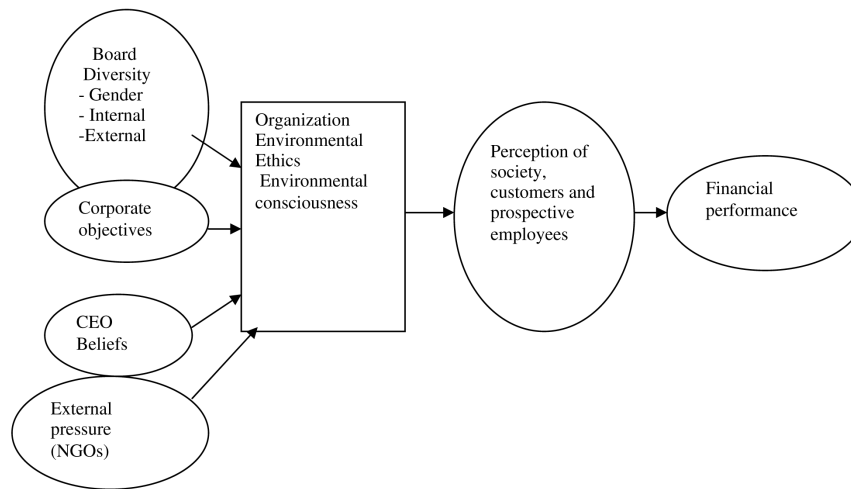 Board
Diversity
- Gender
- Internal
-External
Corporate
objectives
CEO
Beliefs
External
pressure
(NGOs)
Organization
Environmental
Ethics
Environmental
consciousness
Perception of
society,
customers and
prospective
employees
Financial
performance